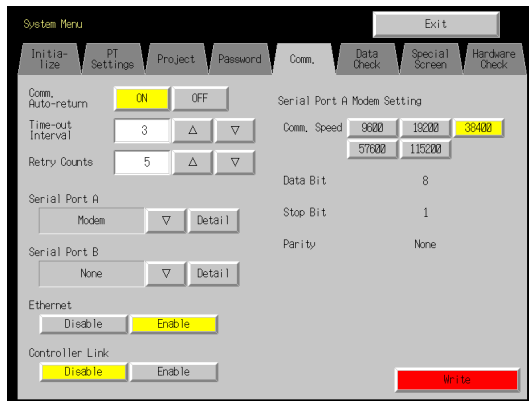 System Menu
Exit
Initia-
lize
PT
Settings
Project
Password
Comm.
Data
Check
Special
Screen
Hardware
Check
Comm.
Auto-return
ON
OFF
Time-out
Interval
3
△
▽
Retry Counts
5
△
▽
Serial Port A
Modem
▽
Detail
Serial Port B
None
▽
Detail
Ethernet
Disable
Enable
Controller Link
Disable
Enable
Serial Port A Modem Setting
Comm. Speed
9600
19200
38400
57600
115200
Data Bit
8
Stop Bit
1
Parity
None
Write